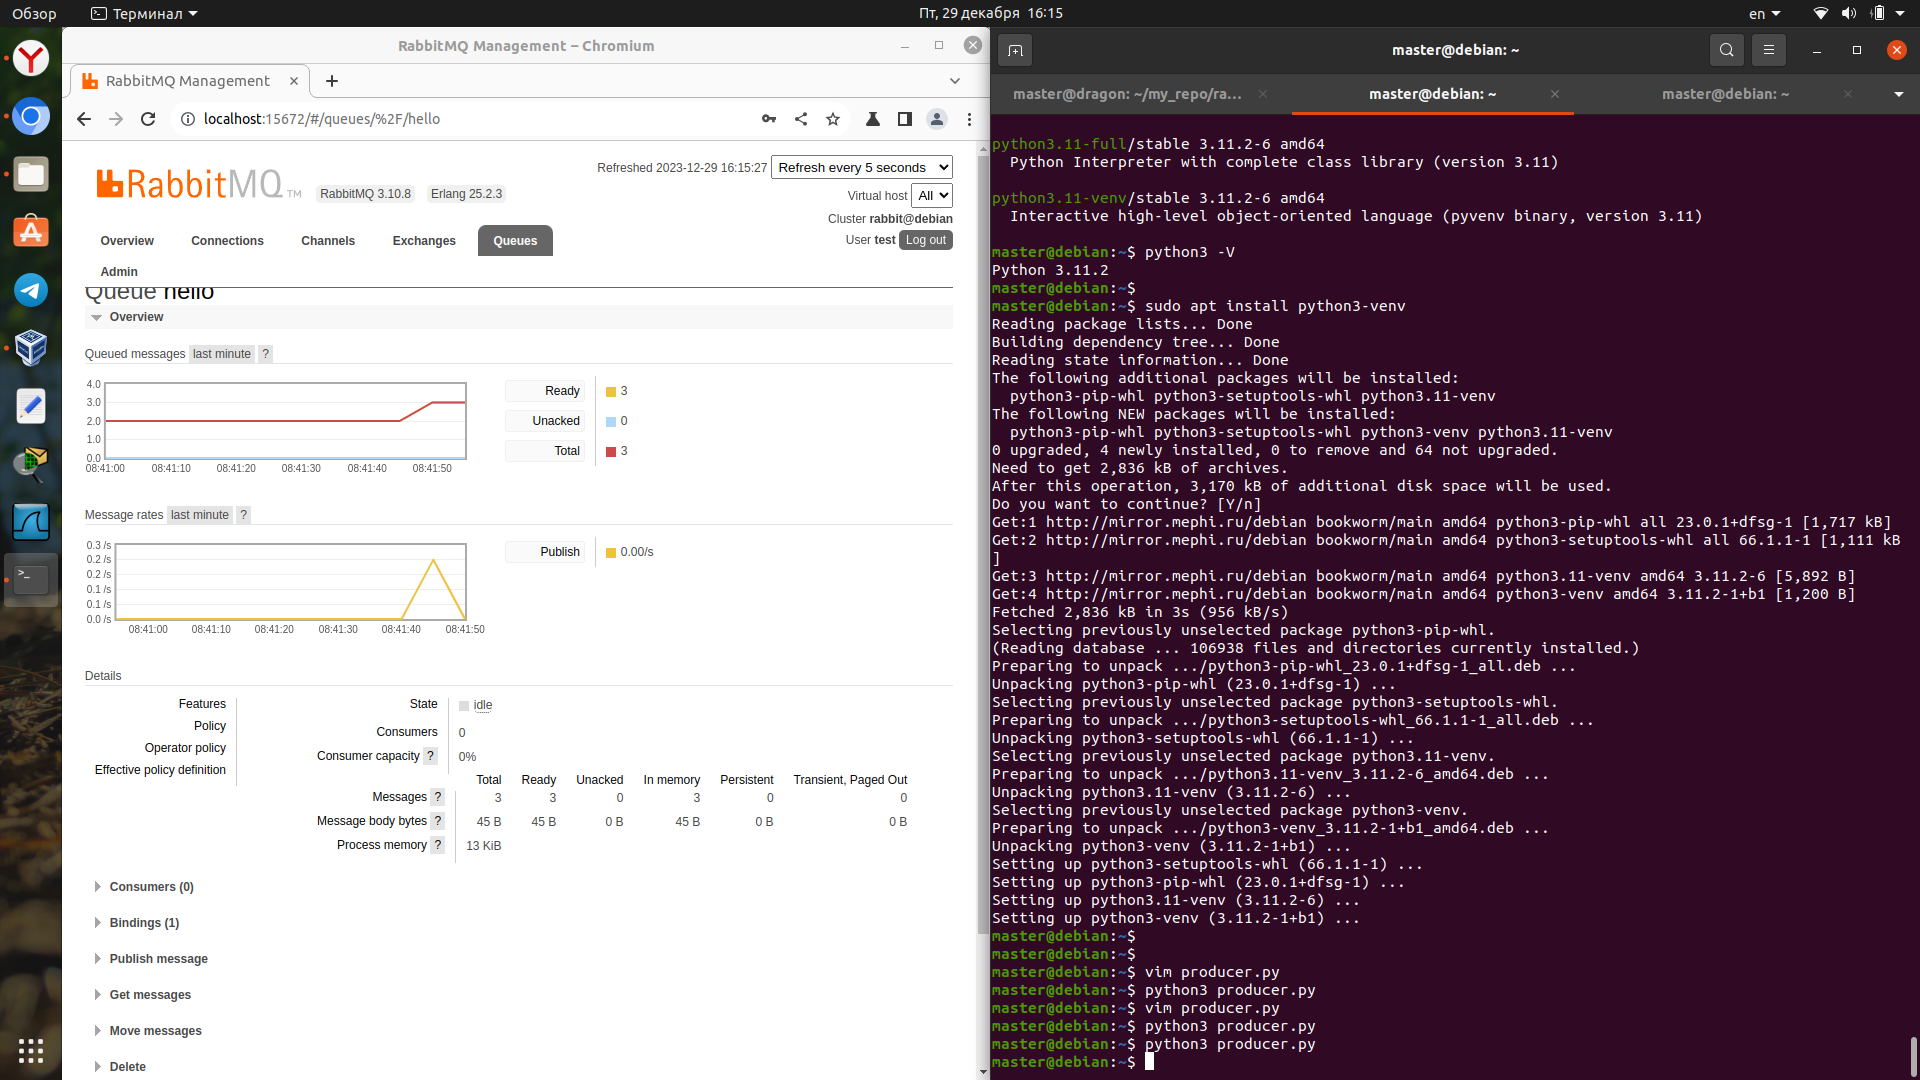 Обзор
Терминал
Пт, 29 декабря 16:15
en
RabbitMQ Management – Chromium
RabbitMQ Management
localhost:15672/#/queues/%2F/hello
RabbitMQ TM
RabbitMQ 3.10.8
Erlang 25.2.3
Refreshed 2023-12-29 16:15:27
Refresh every 5 seconds
Virtual host All
Cluster rabbit@debian
User test Log out
Overview
Connections
Channels
Exchanges
Queues
Admin
Queue hello
Overview
Queued messages last minute ?
4.0
3.0
2.0
1.0
0.0
08:41:00 08:41:10 08:41:20 08:41:30 08:41:40 08:41:50
Ready 3
Unacked 0
Total 3
Message rates last minute ?
0.3 /s
0.2 /s
0.2 /s
0.1 /s
0.1 /s
0.0 /s
08:41:00 08:41:10 08:41:20 08:41:30 08:41:40 08:41:50
Publish 0.00/s
Details
Features
Policy
Operator policy
Effective policy definition
State idle
Consumers 0
Consumer capacity ? 0%
Total Ready Unacked In memory Persistent Transient, Paged Out
Messages ? 3 3 0 3 0 0
Message body bytes ? 45 B 45 B 0 B 45 B 0 B 0 B
Process memory ? 13 KiB
Consumers (0)
Bindings (1)
Publish message
Get messages
Move messages
Delete
master@debian: ~
master@dragon: ~/my_repo/ra...
master@debian: ~
master@debian: ~
python3.11-full/stable 3.11.2-6 amd64
Python Interpreter with complete class library (version 3.11)
python3.11-venv/stable 3.11.2-6 amd64
Interactive high-level object-oriented language (pyvenv binary, version 3.11)
master@debian:~$ python3 -V
Python 3.11.2
master@debian:~$
master@debian:~$ sudo apt install python3-venv
Reading package lists... Done
Building dependency tree... Done
Reading state information... Done
The following additional packages will be installed:
python3-pip-whl python3-setuptools-whl python3.11-venv
The following NEW packages will be installed:
python3-pip-whl python3-setuptools-whl python3-venv python3.11-venv
0 upgraded, 4 newly installed, 0 to remove and 64 not upgraded.
Need to get 2,836 kB of archives.
After this operation, 3,170 kB of additional disk space will be used.
Do you want to continue? [Y/n]
Get:1 http://mirror.mephi.ru/debian bookworm/main amd64 python3-pip-whl all 23.0.1+dfsg-1 [1,717 kB]
Get:2 http://mirror.mephi.ru/debian bookworm/main amd64 python3-setuptools-whl all 66.1.1-1 [1,111 kB
]
Get:3 http://mirror.mephi.ru/debian bookworm/main amd64 python3.11-venv amd64 3.11.2-6 [5,892 B]
Get:4 http://mirror.mephi.ru/debian bookworm/main amd64 python3-venv amd64 3.11.2-1+b1 [1,200 B]
Fetched 2,836 kB in 3s (956 kB/s)
Selecting previously unselected package python3-pip-whl.
(Reading database ... 106938 files and directories currently installed.)
Preparing to unpack .../python3-pip-whl_23.0.1+dfsg-1_all.deb ...
Unpacking python3-pip-whl (23.0.1+dfsg-1) ...
Selecting previously unselected package python3-setuptools-whl.
Preparing to unpack .../python3-setuptools-whl_66.1.1-1_all.deb ...
Unpacking python3-setuptools-whl (66.1.1-1) ...
Selecting previously unselected package python3.11-venv.
Preparing to unpack .../python3.11-venv_3.11.2-6_amd64.deb ...
Unpacking python3.11-venv (3.11.2-6) ...
Selecting previously unselected package python3-venv.
Preparing to unpack .../python3-venv_3.11.2-1+b1_amd64.deb ...
Unpacking python3-venv (3.11.2-1+b1) ...
Setting up python3-setuptools-whl (66.1.1-1) ...
Setting up python3-pip-whl (23.0.1+dfsg-1) ...
Setting up python3.11-venv (3.11.2-6) ...
Setting up python3-venv (3.11.2-1+b1) ...
master@debian:~$
master@debian:~$
master@debian:~$ vim producer.py
master@debian:~$ python3 producer.py
master@debian:~$ vim producer.py
master@debian:~$ python3 producer.py
master@debian:~$ python3 producer.py
master@debian:~$